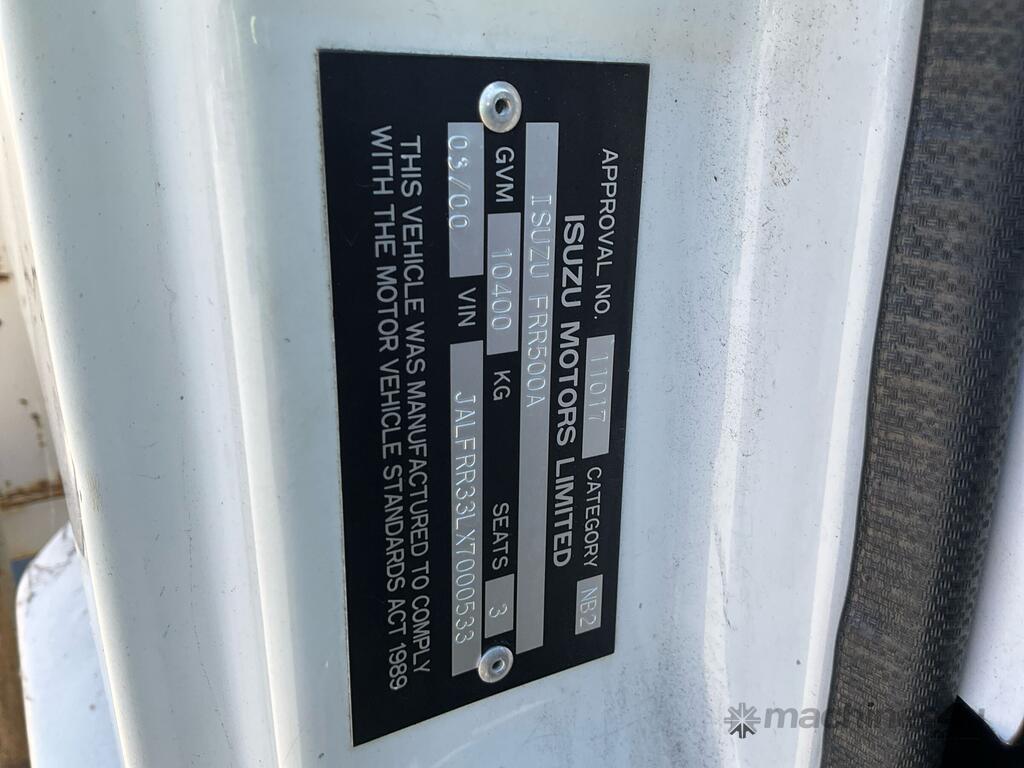 APPROVAL NO. 11017 CATEGORY NB2
ISUZU MOTORS LIMITED
ISUZU FRR500A
GVM 10400 KG SEATS 3
03/00 VIN JALFRR33LX7000533
THIS VEHICLE WAS MANUFACTURED TO COMPLY
WITH THE MOTOR VEHICLE STANDARDS ACT 1989
machines4u